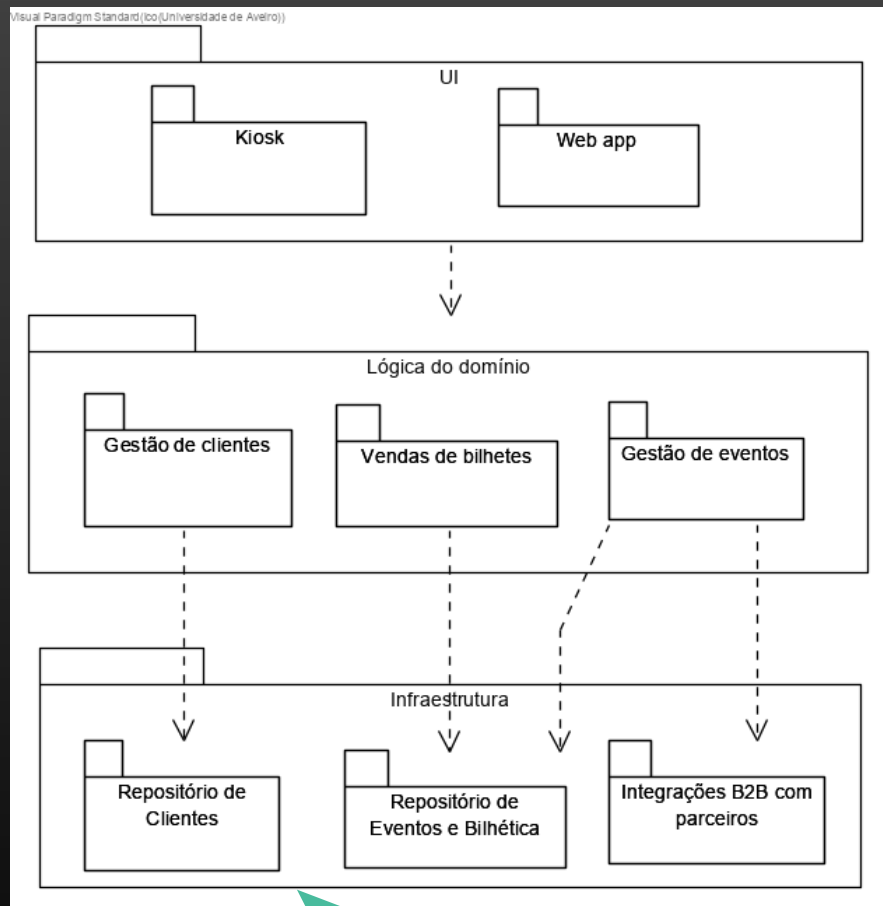 Visual Paradigm Standard(ico(Universidade de Aveiro))
UI
Kiosk
Web app
Lógica do domínio
Gestão de clientes
Vendas de bilhetes
Gestão de eventos
Infraestrutura
Repositório de
Clientes
Repositório de
Eventos e Bilhética
Integrações B2B com
parceiros